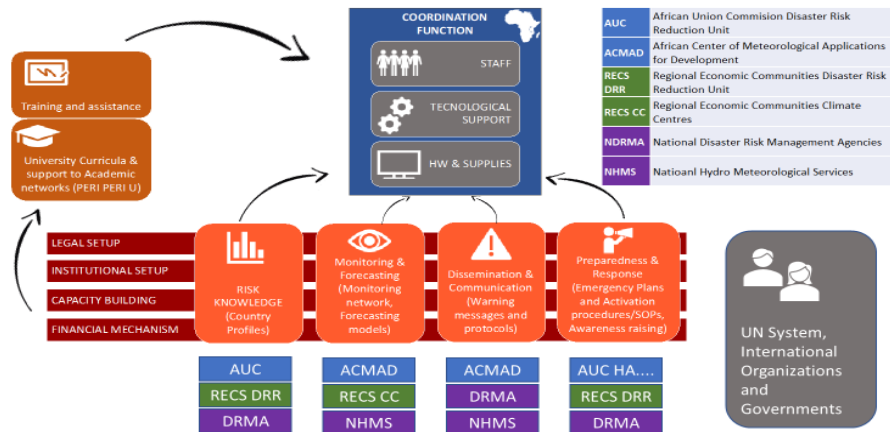 COORDINATION
FUNCTION
STAFF
TECNOLOGICAL
SUPPORT
HW & SUPPLIES
Training and assistance
University Curricula &
support to Academic
networks (PERI PERI U)
AUC
African Union Commision Disaster Risk
Reduction Unit
ACMAD
African Center of Meteorological Applications
for Development
RECS
DRR
Regional Economic Communities Disaster Risk
Reduction Unit
RECS CC
Regional Economic Communities Climate
Centres
NDRMA
National Disaster Risk Management Agencies
NHMS
Natioanl Hydro Meteorological Services
LEGAL SETUP
INSTITUTIONAL SETUP
CAPACITY BUILDING
FINANCIAL MECHANISM
RISK
KNOWLEDGE
(Country
Profiles)
Monitoring &
Forecasting
(Monitoring
network,
Forecasting
models)
Dissemination &
Communication
(Warning
messages and
protocols)
Preparedness &
Response
(Emergency Plans
and Activation
procedures/SOPs,
Awareness raising)
AUC
RECS DRR
DRMA
ACMAD
RECS CC
NHMS
ACMAD
DRMA
NHMS
AUC HA....
RECS DRR
DRMA
UN System,
International
Organizations
and
Governments